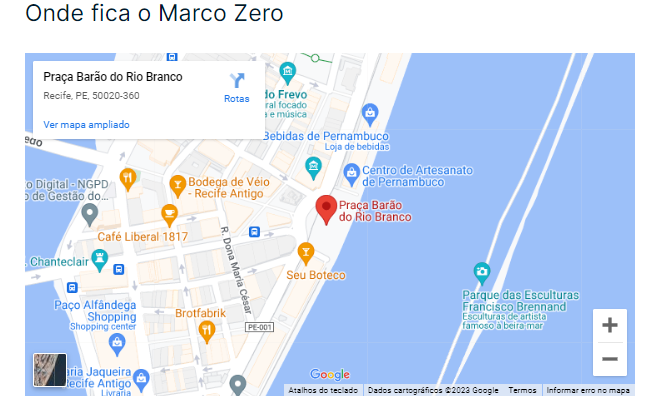 Onde fica o Marco Zero
Praça Barão do Rio Branco
Recife, PE, 50020-360
Rotas
Ver mapa ampliado
do Frevo
ral focado
e música
Bebidas de Pernambuco
Loja de bebidas
Centro de Artesanato
de Pernambuco
o Digital - NGPD
o de Gestão do...
Bodega de Véio
- Recife Antigo
Praça Barão
do Rio Branco
Café Liberal 1817
R. Dona Maria César
Chanteclair
Seu Boteco
Parque das Esculturas
Francisco Brennand
Esculturas de artista
famoso à beira-mar
Paço Alfândega
Shopping
Shopping center
Brotfabrik
PE-001
ria Jaqueira
Recife Antigo
Livraria
Google
Atalhos do teclado
Dados cartográficos ©2023 Google
Termos
Informar erro no mapa